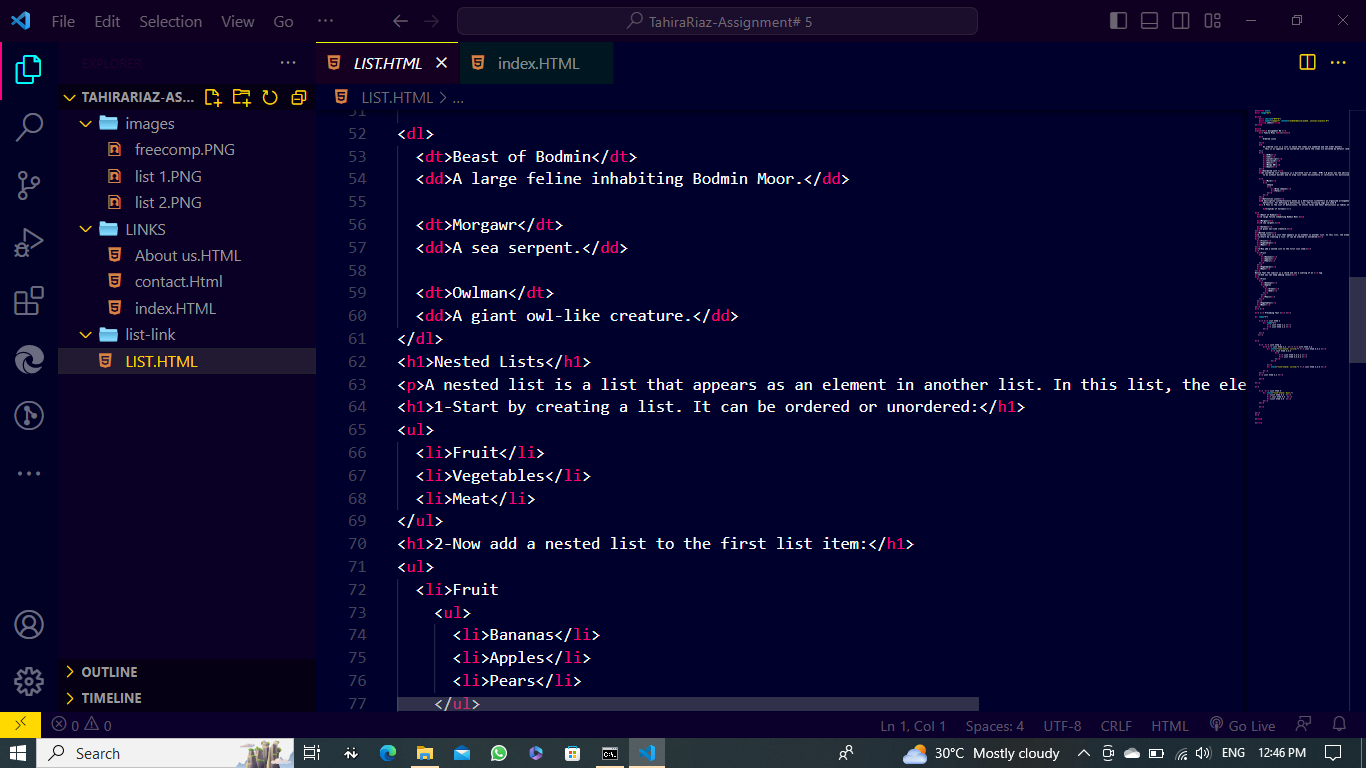 File Edit Selection View Go ··· TahiraRiaz-Assignment# 5
EXPLORER
TAHIRARIAZ-AS...
images
freecomp.PNG
list 1.PNG
list 2.PNG
LINKS
About us.HTML
contact.Html
index.HTML
list-link
LIST.HTML
OUTLINE
TIMELINE
LIST.HTML index.HTML
LIST.HTML > ...
51
52 <dl>
53 <dt>Beast of Bodmin</dt>
54 <dd>A large feline inhabiting Bodmin Moor.</dd>
55
56 <dt>Morgawr</dt>
57 <dd>A sea serpent.</dd>
58
59 <dt>Owlman</dt>
60 <dd>A giant owl-like creature.</dd>
61 </dl>
62 <h1>Nested Lists</h1>
63 <p>A nested list is a list that appears as an element in another list. In this list, the ele
64 <h1>1-Start by creating a list. It can be ordered or unordered:</h1>
65 <ul>
66 <li>Fruit</li>
67 <li>Vegetables</li>
68 <li>Meat</li>
69 </ul>
70 <h1>2-Now add a nested list to the first list item:</h1>
71 <ul>
72 <li>Fruit
73 <ul>
74 <li>Bananas</li>
75 <li>Apples</li>
76 <li>Pears</li>
77 </ul>
0 0 Ln 1, Col 1 Spaces: 4 UTF-8 CRLF HTML Go Live
Search 30°C Mostly cloudy ENG 12:46 PM